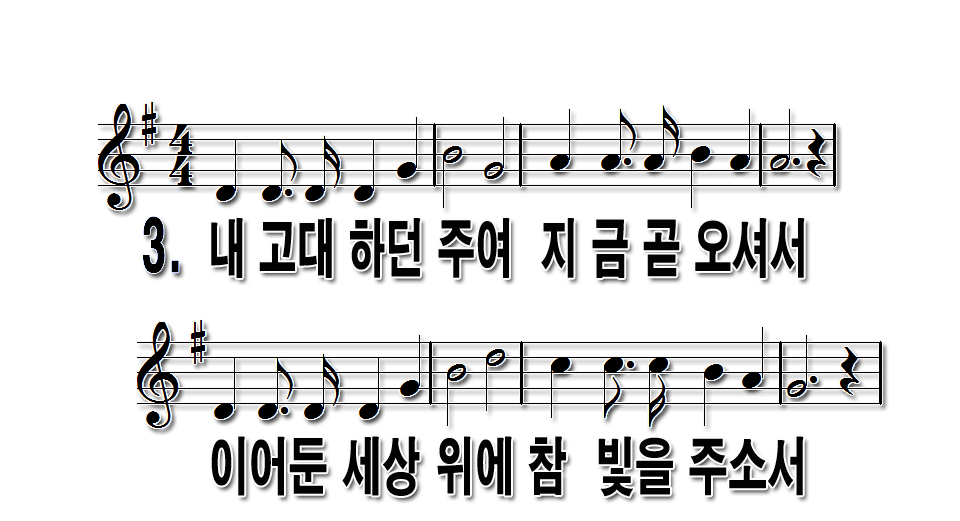 3. 내 고대 하던 주여 지 금 곧 오셔서
이어둔 세상 위에 참 빛을 주소서